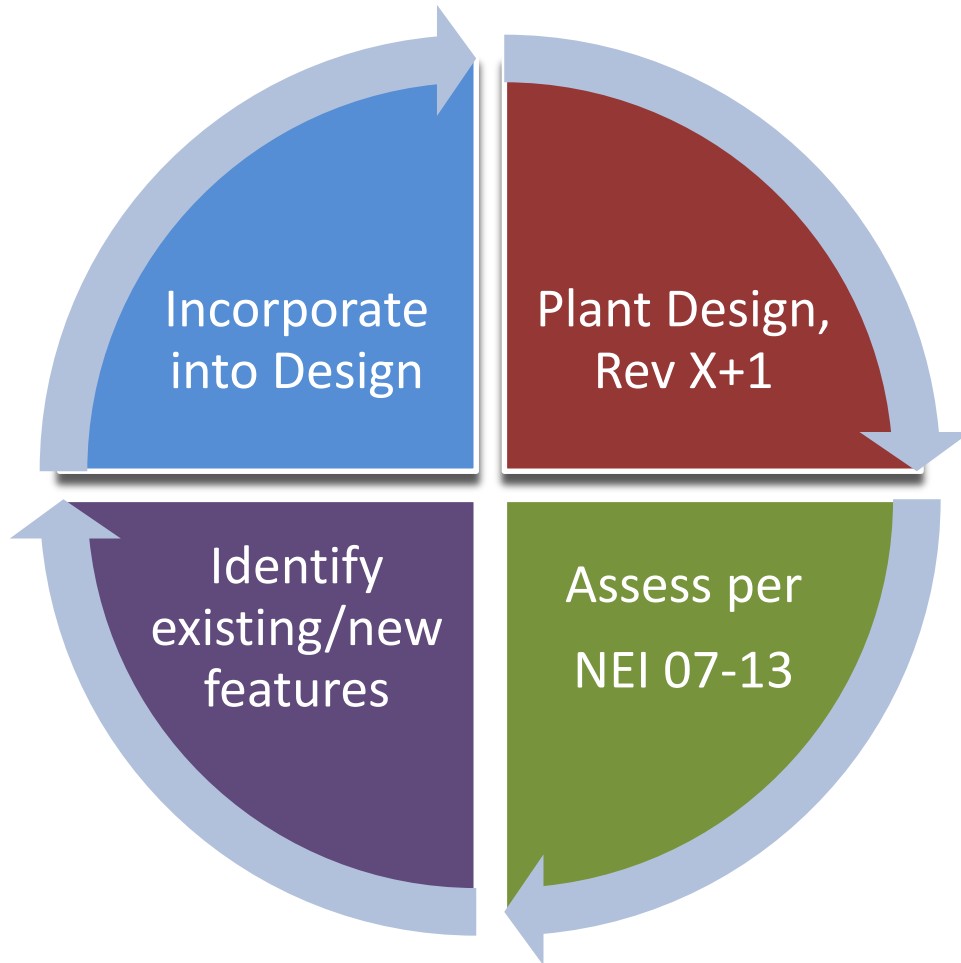 Incorporate
into Design
Plant Design,
Rev X+1
Identify
existing/new
features
Assess per
NEI 07-13